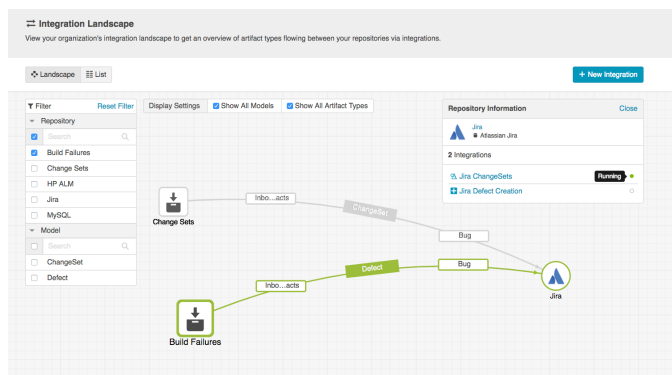 Integration Landscape
View your organization's integration landscape to get an overview of artifact types flowing between your repositories via integrations.
Landscape
List
+ New Integration
Filter
Reset Filter
Display Settings
Show All Models
Show All Artifact Types
Repository Information
Close
Repository
Search
Build Failures
Change Sets
HP ALM
Jira
MySQL
Model
Search
ChangeSet
Defect
Jira
Atlassian Jira
2 Integrations
Jira ChangeSets
Running
Jira Defect Creation
Change Sets
Inbo...acts
ChangeSet
Bug
Build Failures
Inbo...acts
Defect
Bug
Jira